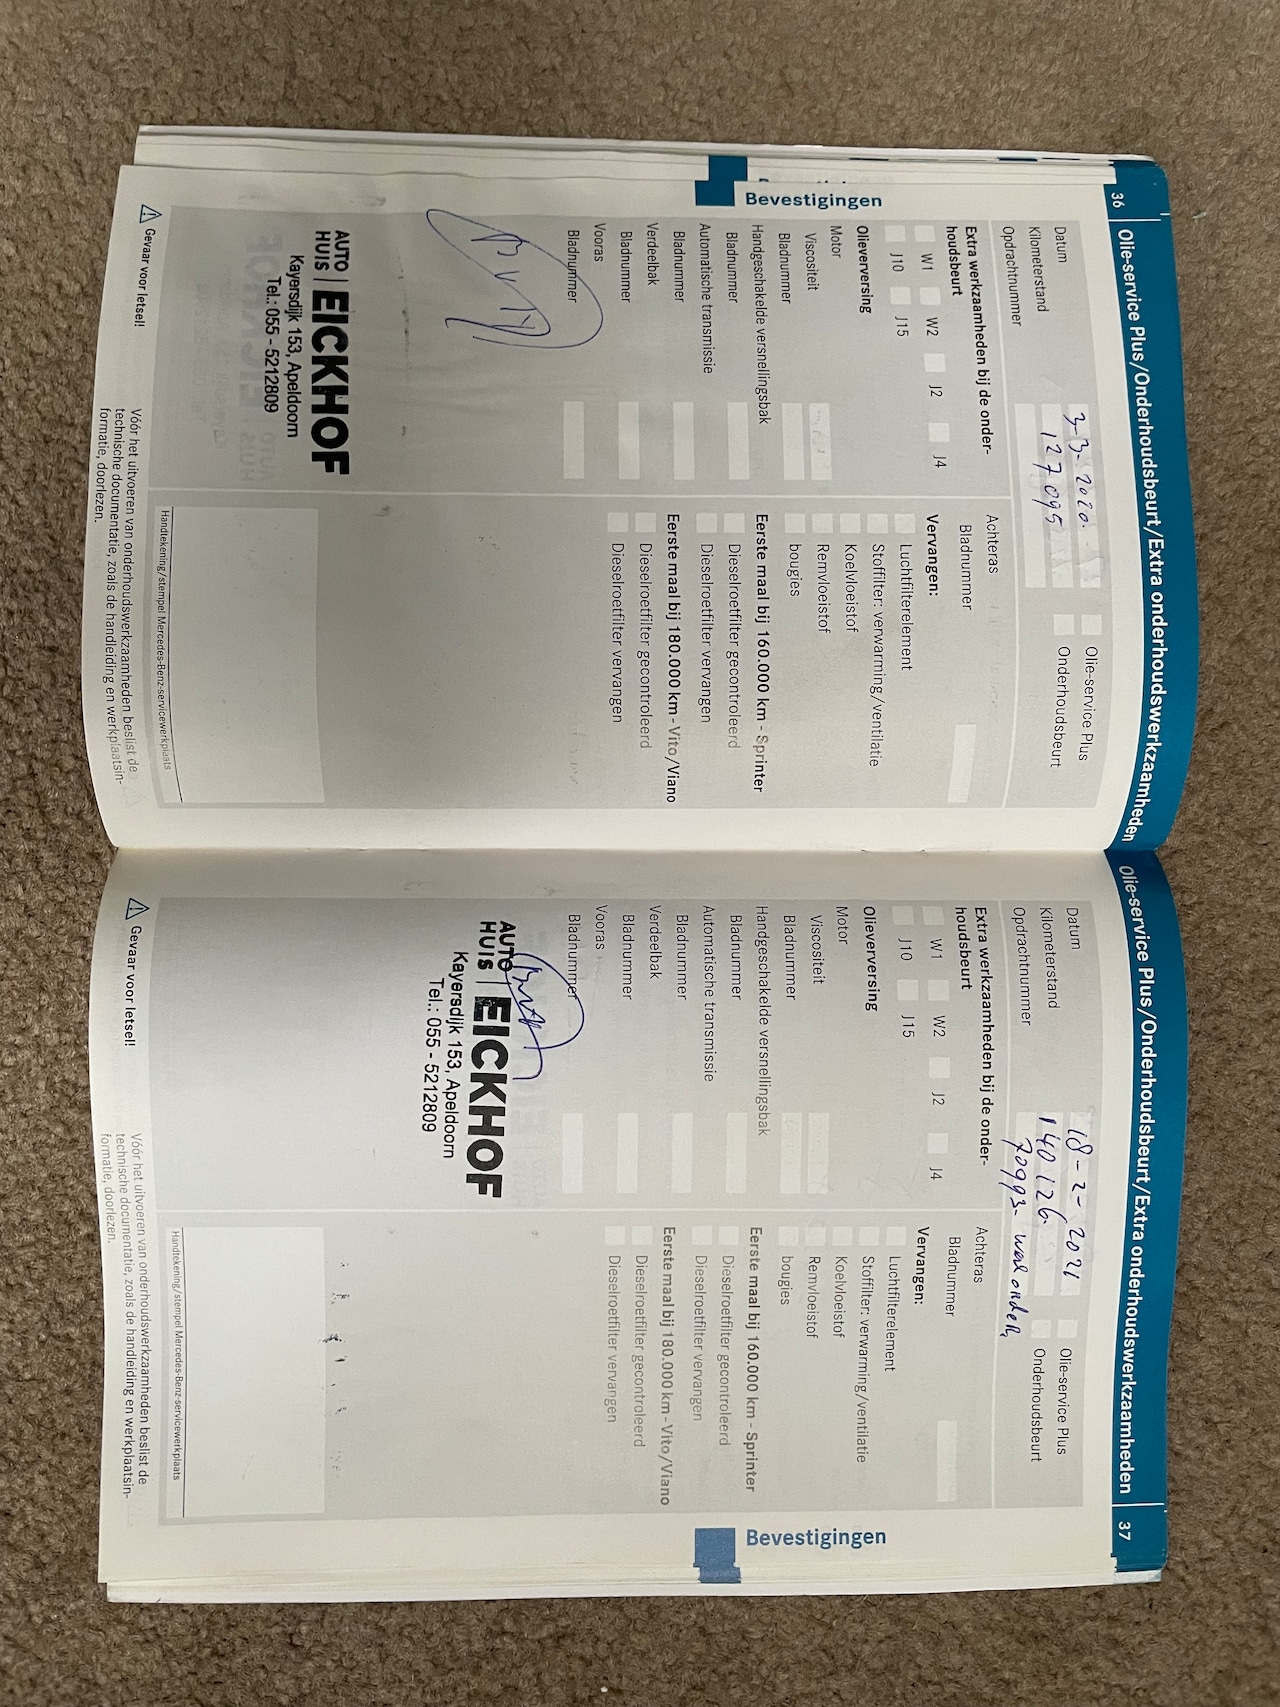 36 Olie-service Plus/Onderhoudsbeurt/Extra onderhoudswerkzaamheden
Bevestigingen
Datum 3-3-2020. Olie-service Plus
Kilometerstand 127095 Onderhoudsbeurt
Opdrachtnummer
Extra werkzaamheden bij de onder-
houdsbeurt
W1 W2 J2 J4
J10 J15
Olieverversing
Motor
Viscositeit
Bladnummer
Handgeschakelde versnellingsbak
Bladnummer
Automatische transmissie
Bladnummer
Verdeelbak
Bladnummer
Vooras
Bladnummer
AUTO
HUIS EICKHOF
Kayersdijk 153, Apeldoorn
Tel.: 055 - 5212809
Achteras
Bladnummer
Vervangen:
Luchtfilterelement
Stoffilter: verwarming/ventilatie
Koelvloeistof
Remvloeistof
bougies
Eerste maal bij 160.000 km - Sprinter
Dieselroetfilter gecontroleerd
Dieselroetfilter vervangen
Eerste maal bij 180.000 km - Vito/Viano
Dieselroetfilter gecontroleerd
Dieselroetfilter vervangen
Handtekening/stempel Mercedes-Benz-servicewerkplaats
Gevaar voor letsel!
Vóór het uitvoeren van onderhoudswerkzaamheden beslist de
technische documentatie, zoals de handleiding en werkplaatsin-
formatie, doorlezen.
Olie-service Plus/Onderhoudsbeurt/Extra onderhoudswerkzaamheden 37
Bevestigingen
Datum 18-2-2021 Olie-service Plus
Kilometerstand 140126. Onderhoudsbeurt
Opdrachtnummer 70993-
Extra werkzaamheden bij de onder-
houdsbeurt
W1 W2 J2 J4
J10 J15
Olieverversing
Motor
Viscositeit
Bladnummer
Handgeschakelde versnellingsbak
Bladnummer
Automatische transmissie
Bladnummer
Verdeelbak
Bladnummer
Vooras
Bladnummer
AUTO
HUIS EICKHOF
Kayersdijk 153, Apeldoorn
Tel.: 055 - 5212809
Achteras
Bladnummer
Vervangen:
Luchtfilterelement
Stoffilter: verwarming/ventilatie
Koelvloeistof
Remvloeistof
bougies
Eerste maal bij 160.000 km - Sprinter
Dieselroetfilter gecontroleerd
Dieselroetfilter vervangen
Eerste maal bij 180.000 km - Vito/Viano
Dieselroetfilter gecontroleerd
Dieselroetfilter vervangen
Handtekening/stempel Mercedes-Benz-servicewerkplaats
Gevaar voor letsel!
Vóór het uitvoeren van onderhoudswerkzaamheden beslist de
technische documentatie, zoals de handleiding en werkplaatsin-
formatie, doorlezen.